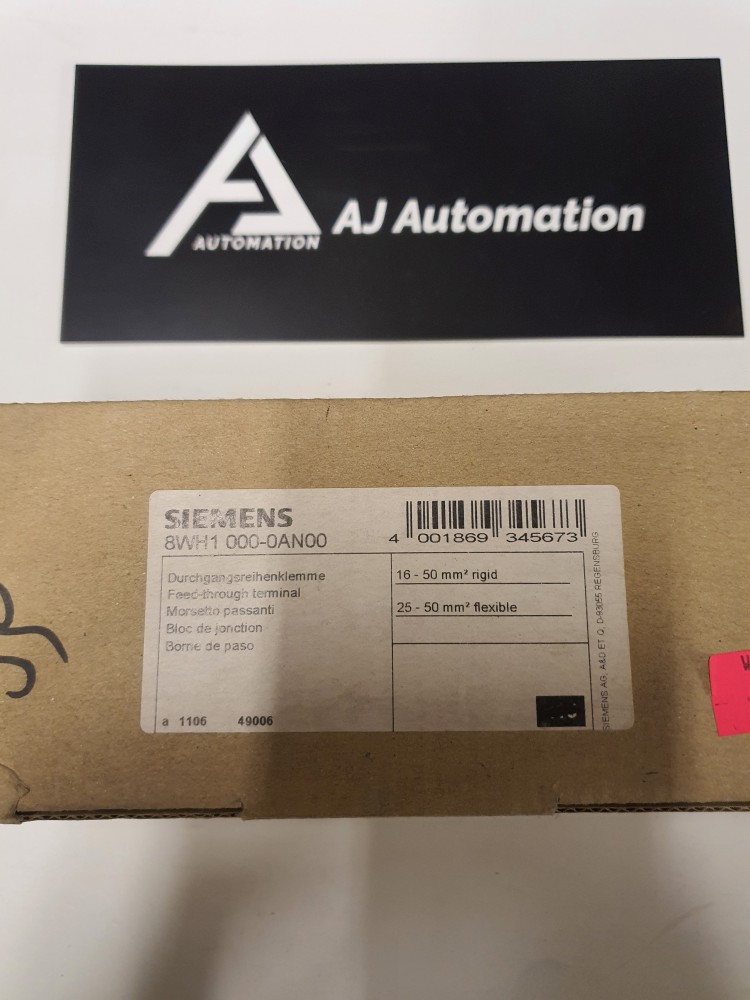 AUTOMATION
AJ Automation
SIEMENS
8WH1 000-0AN00
4 001869 345673
Durchgangsreihenklemme
Feed-through terminal
Morsetto passanti
Bloc de jonction
Borne de paso
16 - 50 mm² rigid
25 - 50 mm² flexible
a 1106 49006
SIEMENS AG, A&D ET Q, D-93055 REGENSBURG